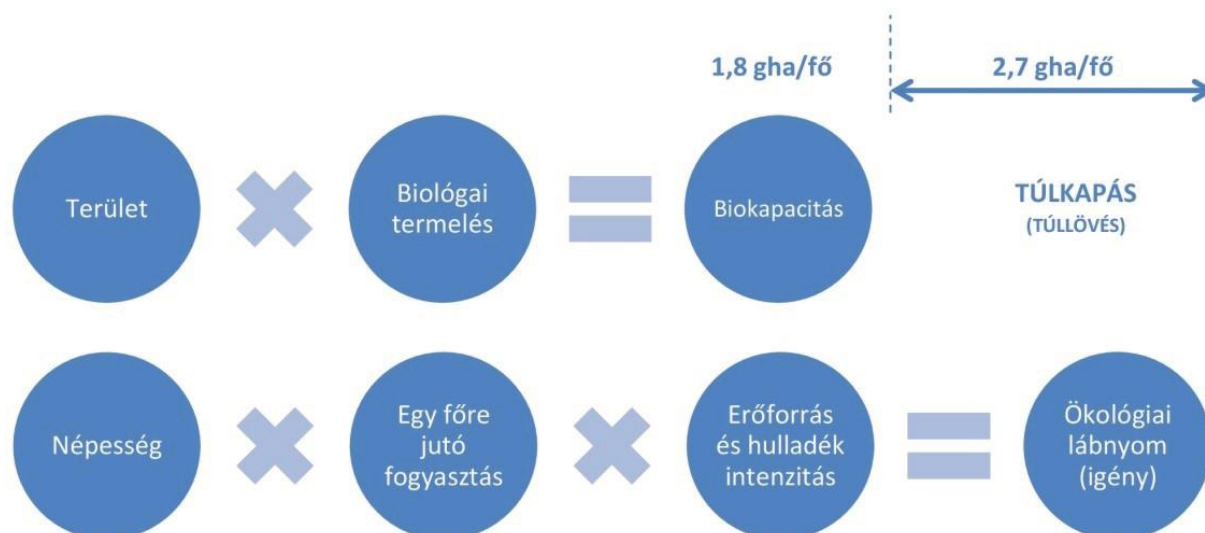 1,8 gha/fő
2,7 gha/fő
Terület
Biológai
termelés
Biokapacitás
TÚLKAPÁS
(TÚLLÖVÉS)
Népesség
Egy főre
jutó
fogyasztás
Erőforrás
és hulladék
intenzitás
Ökológiai
lábnyom
(igény)